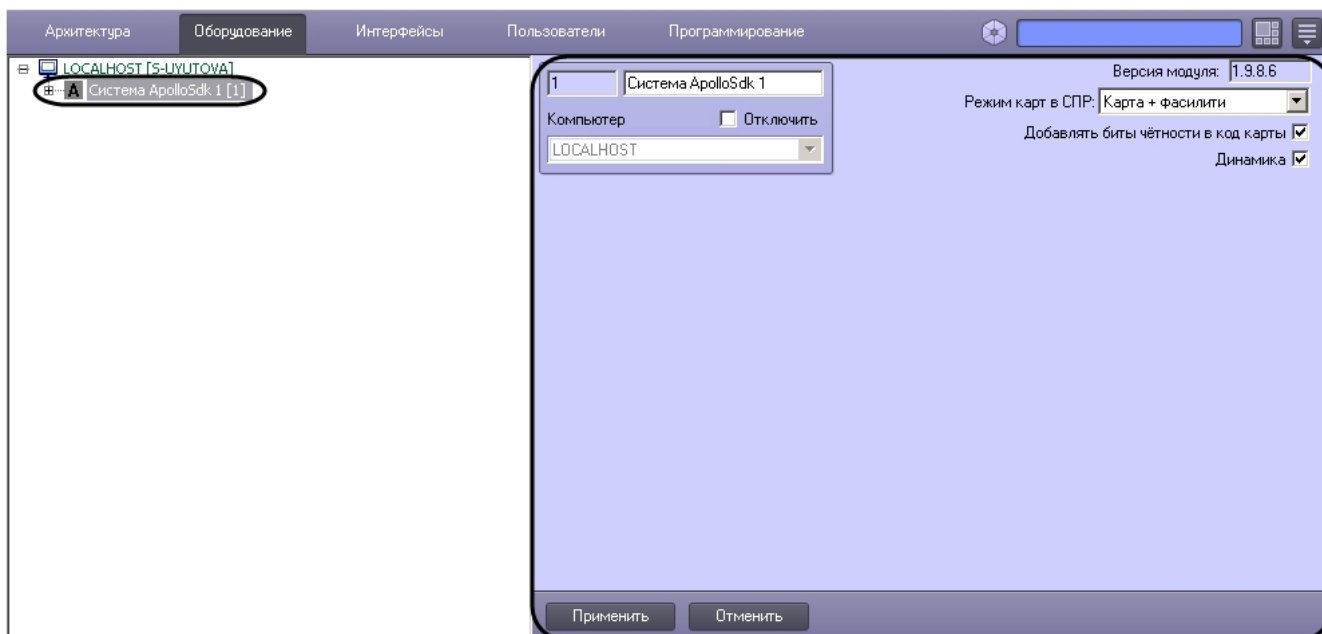 Архитектура Оборудование Интерфейсы Пользователи Программирование
LOCALHOST [S-UYUTOVA]
A Система ApolloSdk 1 [1]
1 Система ApolloSdk 1
Компьютер Отключить
LOCALHOST
Версия модуля: 1.9.8.6
Режим карт в СПР: Карта + фасилити
Добавлять биты чётности в код карты
Динамика
Применить Отменить